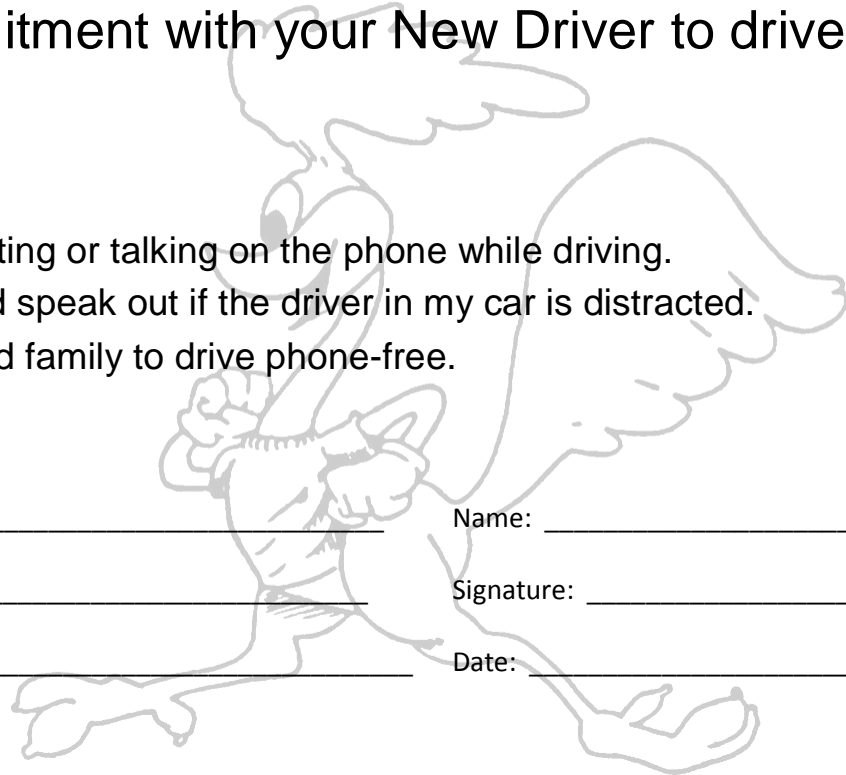 itment with your New Driver to drive
ting or talking on the phone while driving.
d speak out if the driver in my car is distracted.
d family to drive phone-free.
Name:
Signature:
Date: